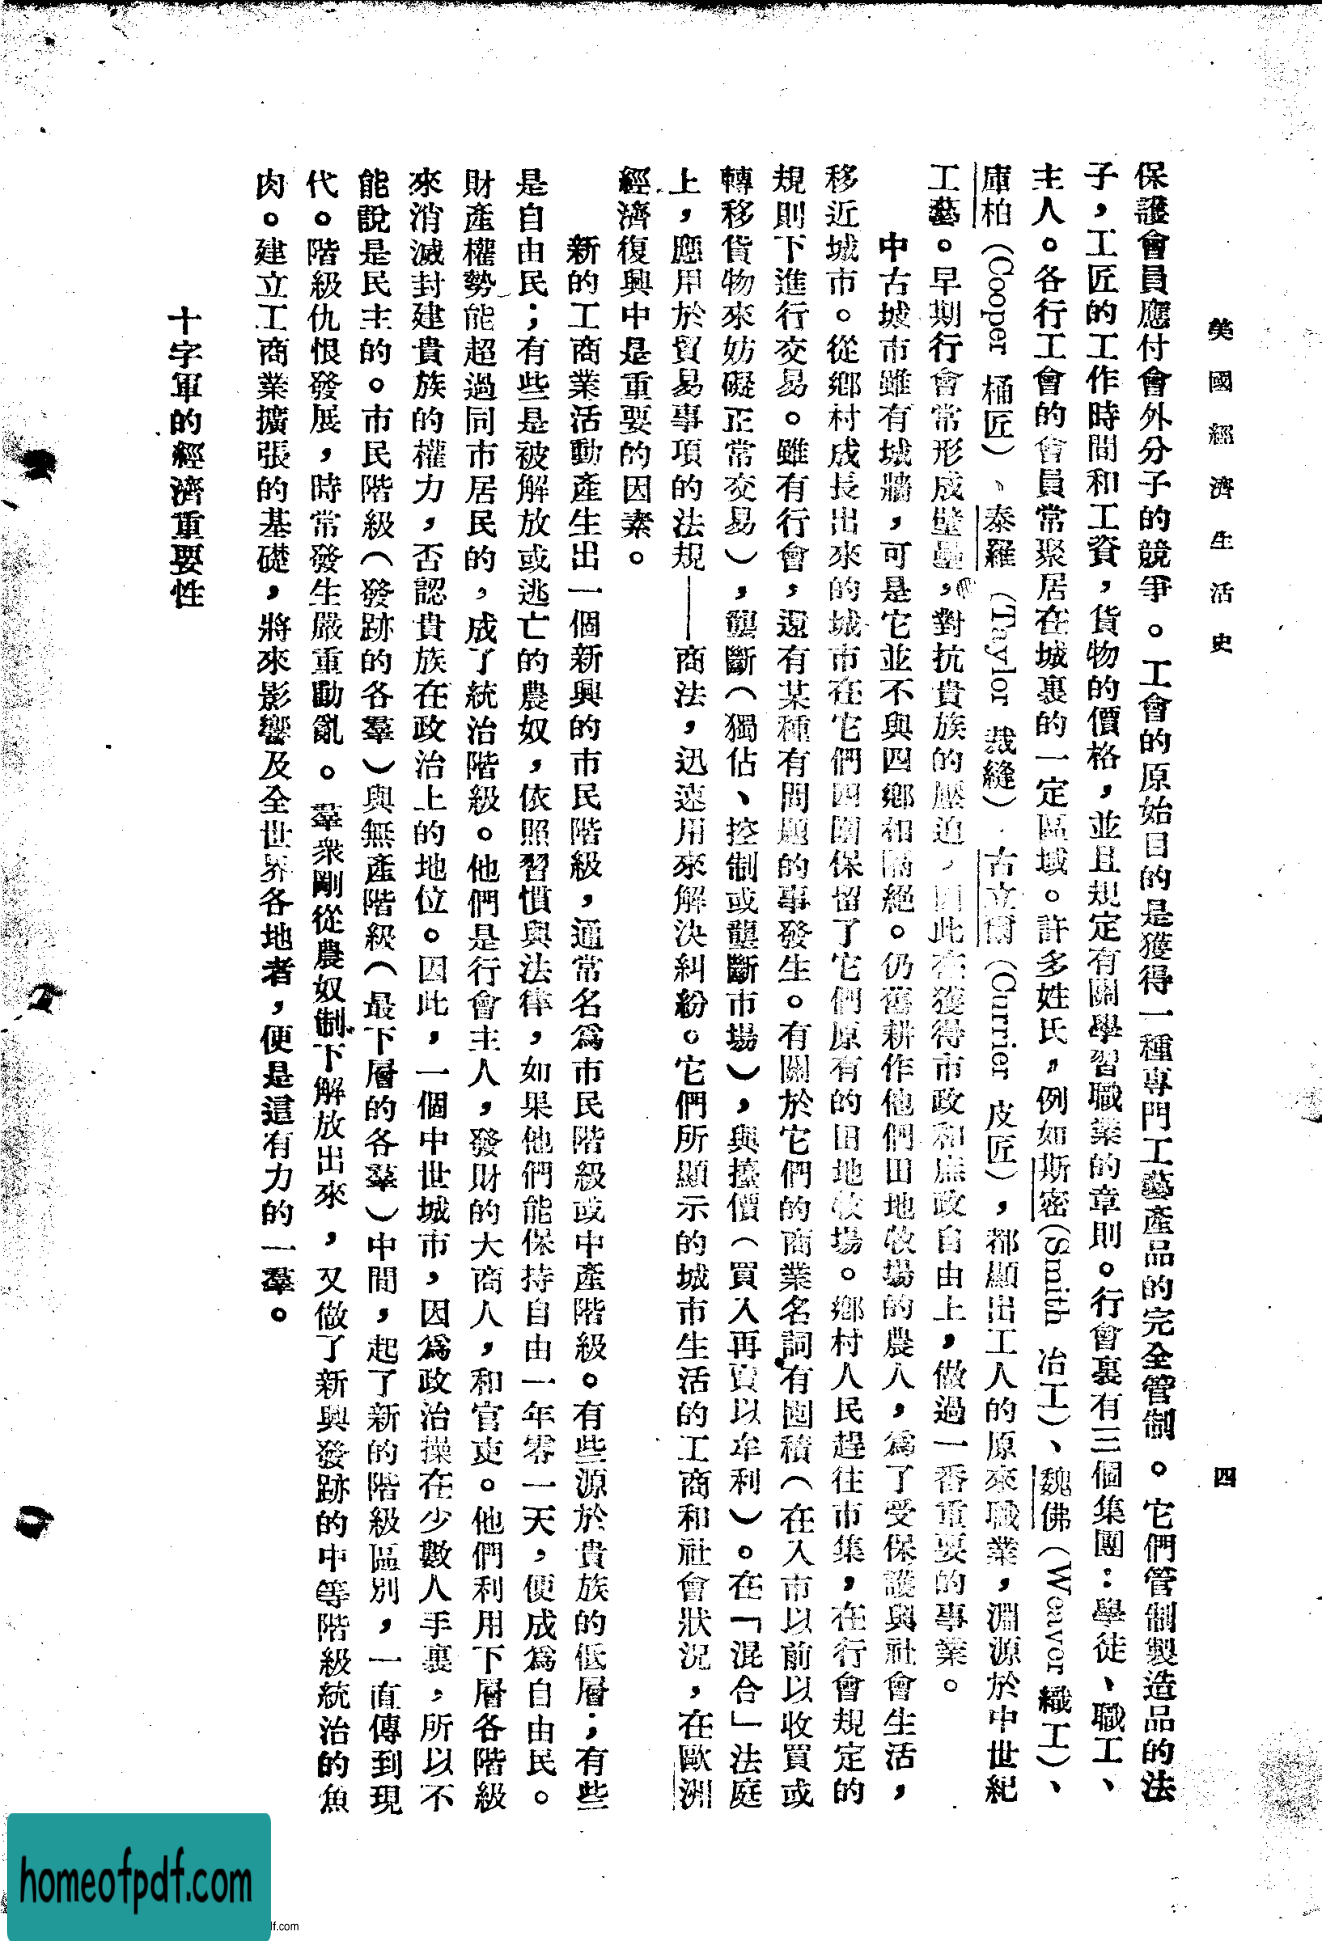 美國經濟生活史
四
保護會員應付會外分子的競爭。工會的原始目的是獲得一種專門工藝產品的完全管制。它們管制製造品的法
子，工匠的工作時間和工資，貨物的價格，並且規定有關學習職業的章則。行會裏有三個集團：學徒、職工、
主人。各行工會的會員常聚居在城裏的一定區域。許多姓氏，例如斯密(Smith 冶工)、魏佛（Weaver 織工）、
庫柏（Cooper 桶匠）、泰羅（Taylor 裁縫）．古立爾（Currier 皮匠），都顯出工人的原來職業，淵源於中世紀
工藝。早期行會常形成壁壘，對抗貴族的壓迫，因此在獲得市政和庶政自由上，做過一番重要的事業。
中古城市雖有城牆，可是它並不與四鄉相隔絕。仍舊耕作他們田地牧場的農人，爲了受保護與社會生活，
移近城市。從鄉村成長出來的城市在它們四圍保留了它們原有的田地牧場。鄉村人民趕往市集，在行會規定的
規則下進行交易。雖有行會，還有某種有問題的事發生。有關於它們的商業名詞有囤積（在入市以前以收買或
轉移貨物來妨礙正常交易），壟斷（獨佔、控制或壟斷市場），與擡價（買入再賣以牟利）。在「混合」法庭
上，應用於貿易事項的法規——商法，迅速用來解決糾紛。它們所顯示的城市生活的工商和社會狀況，在歐洲
經濟復興中是重要的因素。
新的工商業活動產生出一個新興的市民階級，通常名爲市民階級或中產階級。有些源於貴族的低層；有些
是自由民；有些是被解放或逃亡的農奴，依照習慣與法律，如果他們能保持自由一年零一天，便成爲自由民。
財產權勢能超過同市居民的，成了統治階級。他們是行會主人，發財的大商人，和官吏。他們利用下層各階級
來消滅封建貴族的權力，否認貴族在政治上的地位。因此，一個中世城市，因爲政治操在少數人手裏，所以不
能說是民主的。市民階級（發跡的各羣）與無產階級（最下層的各羣）中間，起了新的階級區別，一直傳到現
代。階級仇恨發展，時常發生嚴重動亂。羣衆剛從農奴制下解放出來，又做了新興發跡的中等階級統治的魚
肉。建立工商業擴張的基礎，將來影響及全世界各地者，便是這有力的一羣。
十字軍的經濟重要性
homeofpdf.com
df.com